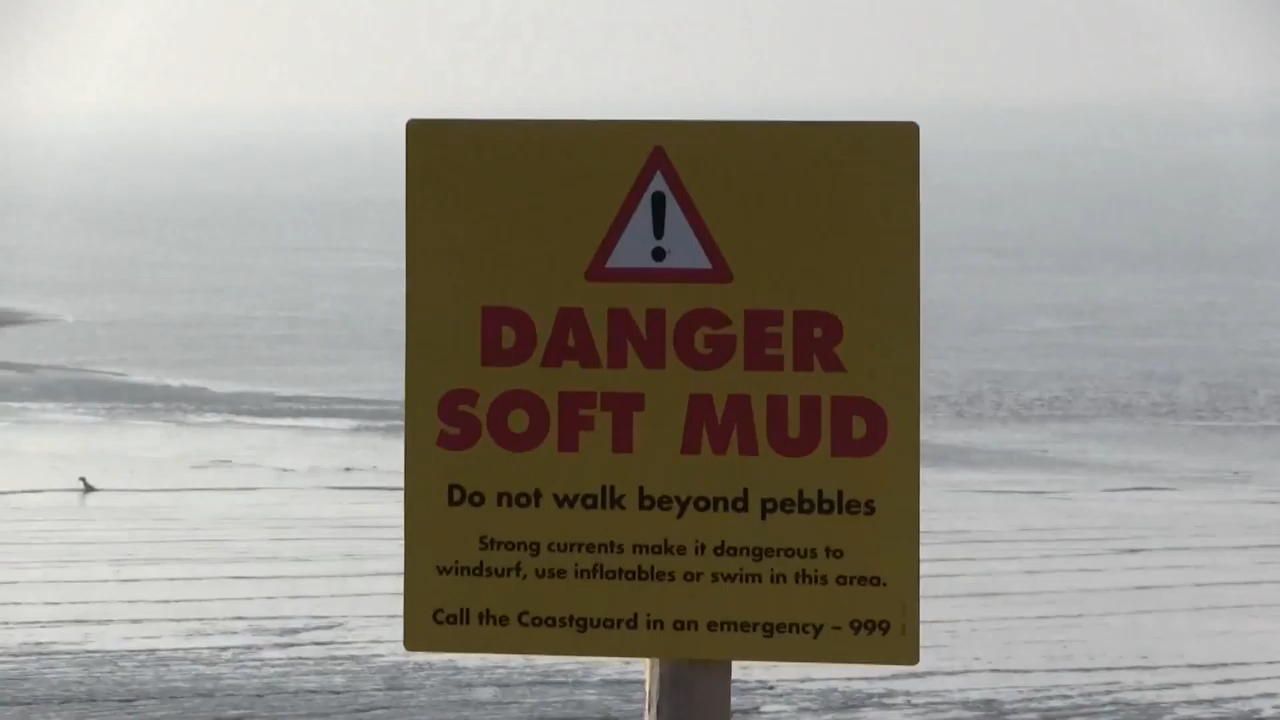 DANGER
SOFT MUD
Do not walk beyond pebbles
Strong currents make it dangerous to
windsurf, use inflatables or swim in this area.
Call the Coastguard in an emergency – 999